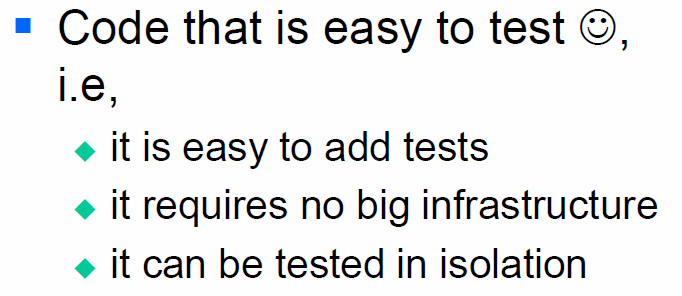 Code that is easy to test ☺,
i.e,
it is easy to add tests
it requires no big infrastructure
it can be tested in isolation